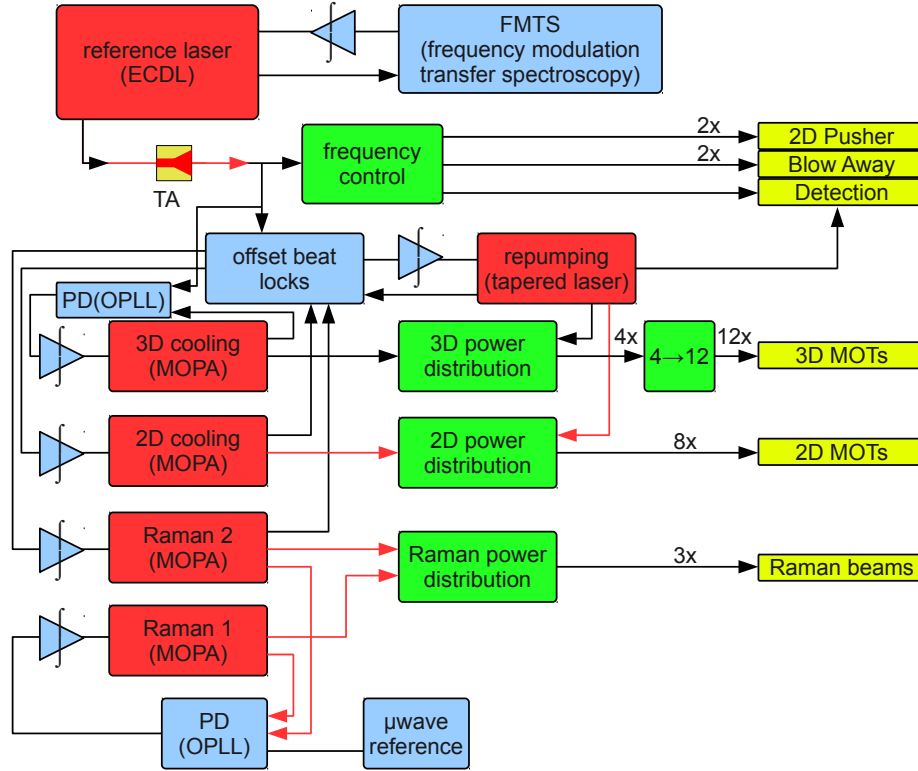 reference laser
(ECDL)
∫
FMTS
(frequency modulation
transfer spectroscopy)
TA
frequency
control
2x
2D Pusher
2x
Blow Away
Detection
offset beat
locks
∫
repumping
(tapered laser)
PD(OPLL)
∫
3D cooling
(MOPA)
3D power
distribution
4x
4→12
12x
3D MOTs
∫
2D cooling
(MOPA)
2D power
distribution
8x
2D MOTs
∫
Raman 2
(MOPA)
Raman power
distribution
3x
Raman beams
∫
Raman 1
(MOPA)
PD
(OPLL)
μwave
reference